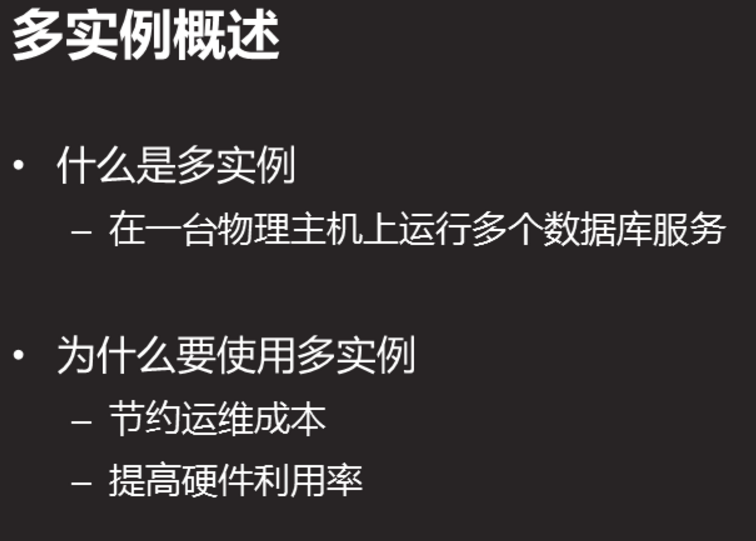 多实例概述
• 什么是多实例
– 在一台物理主机上运行多个数据库服务
• 为什么要使用多实例
– 节约运维成本
– 提高硬件利用率